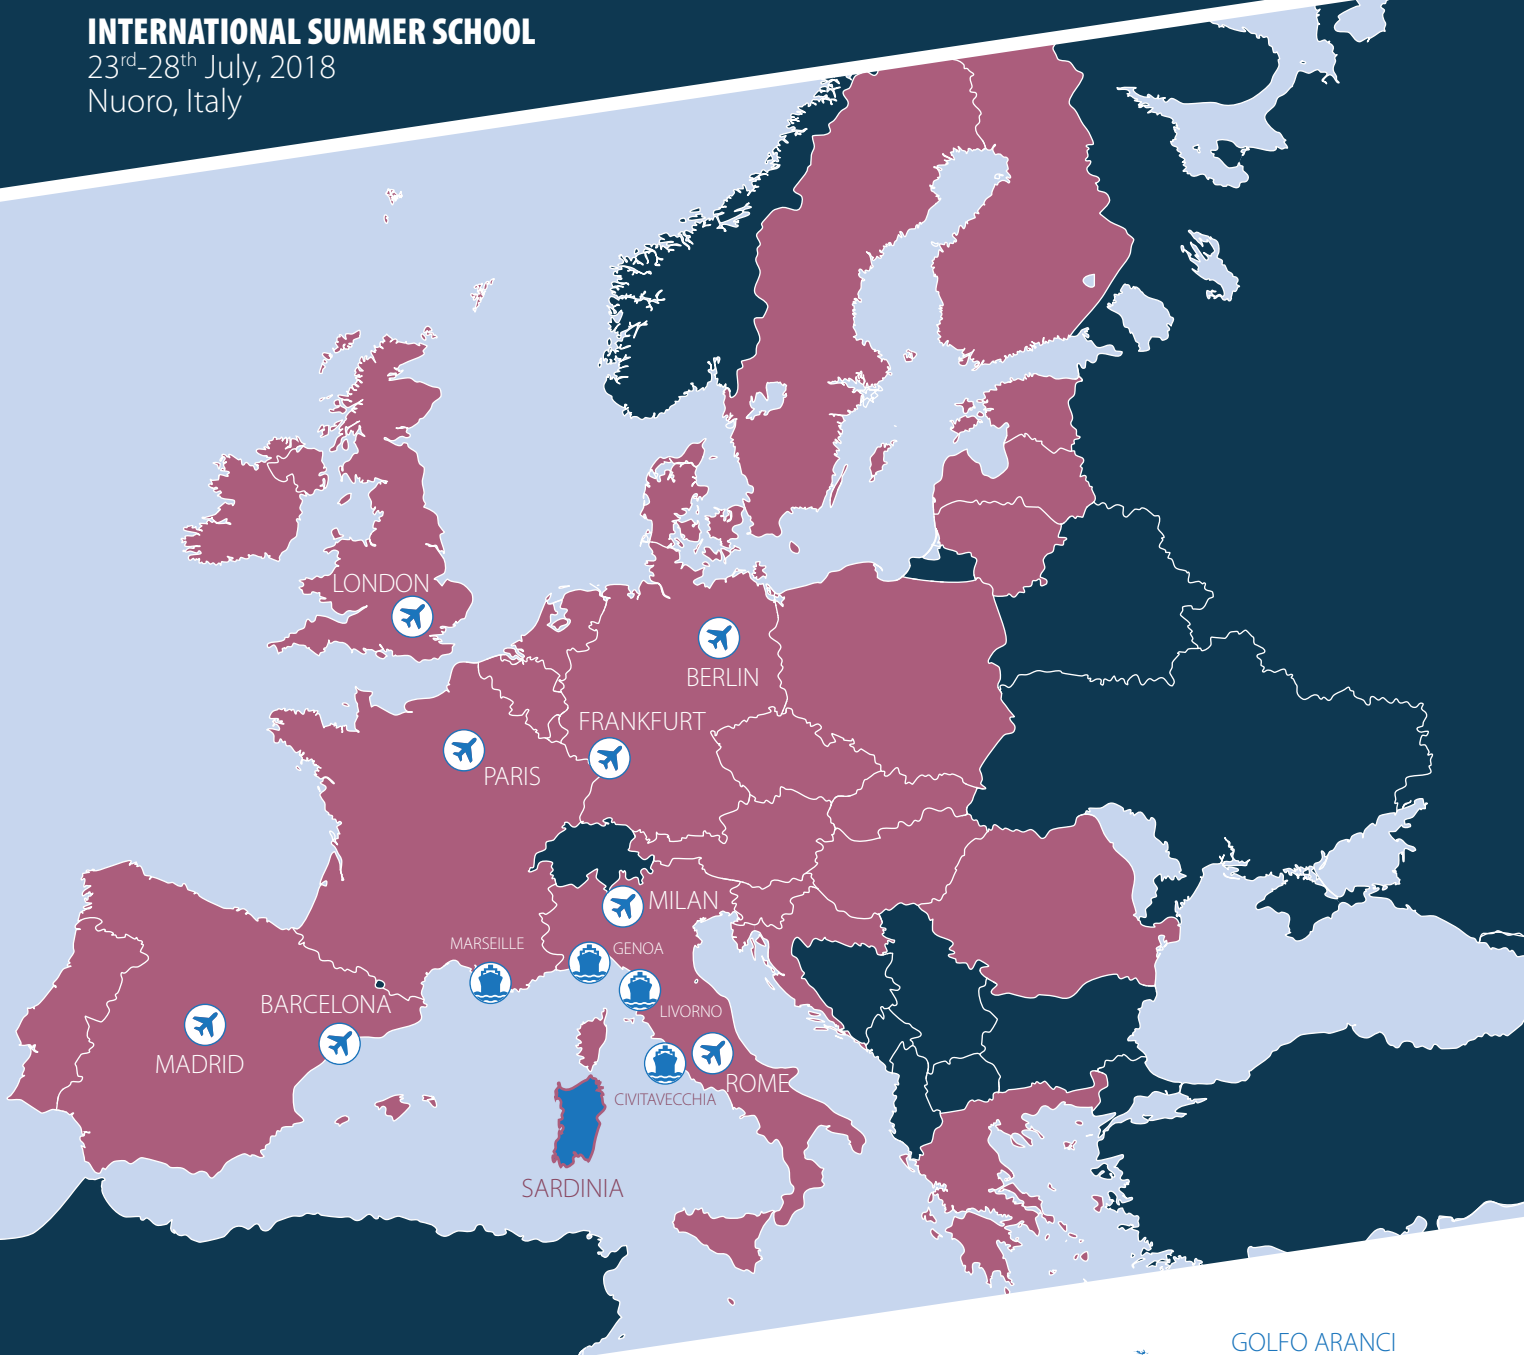 INTERNATIONAL SUMMER SCHOOL
23rd-28th July, 2018
Nuoro, Italy
LONDON
BERLIN
FRANKFURT
PARIS
MILAN
MARSEILLE
GENOA
BARCELONA
LIVORNO
MADRID
ROME
CIVITAVECCHIA
SARDINIA
GOLFO ARANCI